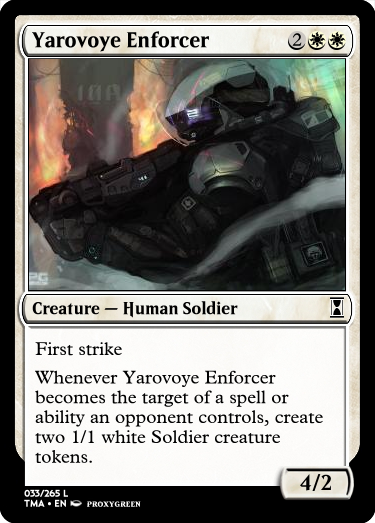 Yarovoye Enforcer 2
10A
Creature — Human Soldier
First strike
Whenever Yarovoye Enforcer
becomes the target of a spell or
ability an opponent controls, create
two 1/1 white Soldier creature
tokens.
4/2
033/265 L
TMA • EN PROXYGREEN